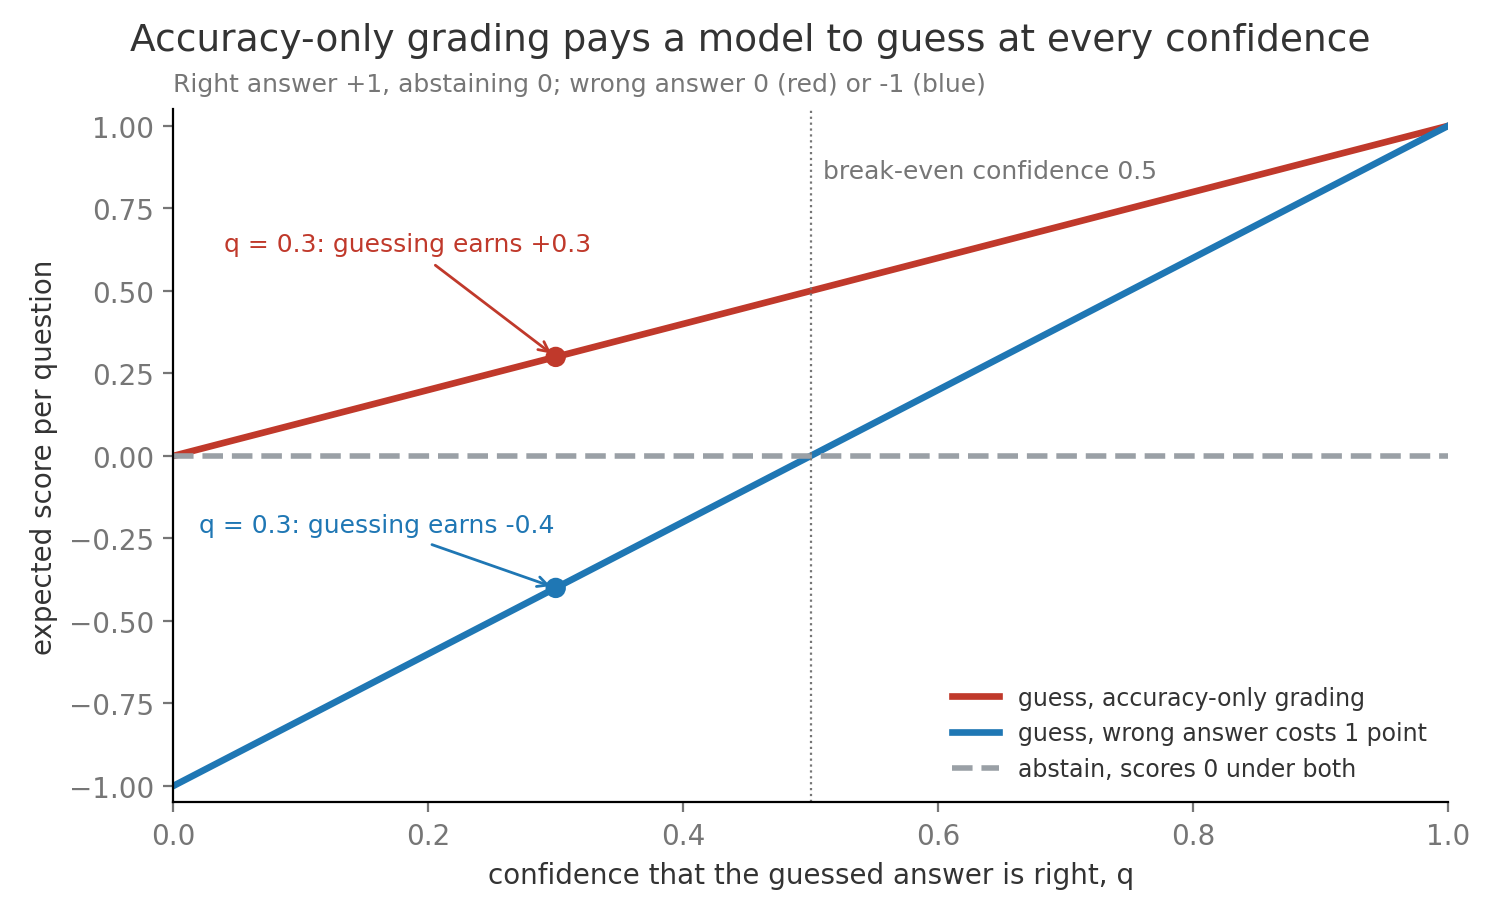 Accuracy-only grading pays a model to guess at every confidence
Right answer +1, abstaining 0; wrong answer 0 (red) or -1 (blue)
1.00
0.75
0.50
0.25
0.00
−0.25
−0.50
−0.75
−1.00
expected score per question
break-even confidence 0.5
q = 0.3: guessing earns +0.3
q = 0.3: guessing earns -0.4
guess, accuracy-only grading
guess, wrong answer costs 1 point
abstain, scores 0 under both
0.0
0.2
0.4
0.6
0.8
1.0
confidence that the guessed answer is right, q